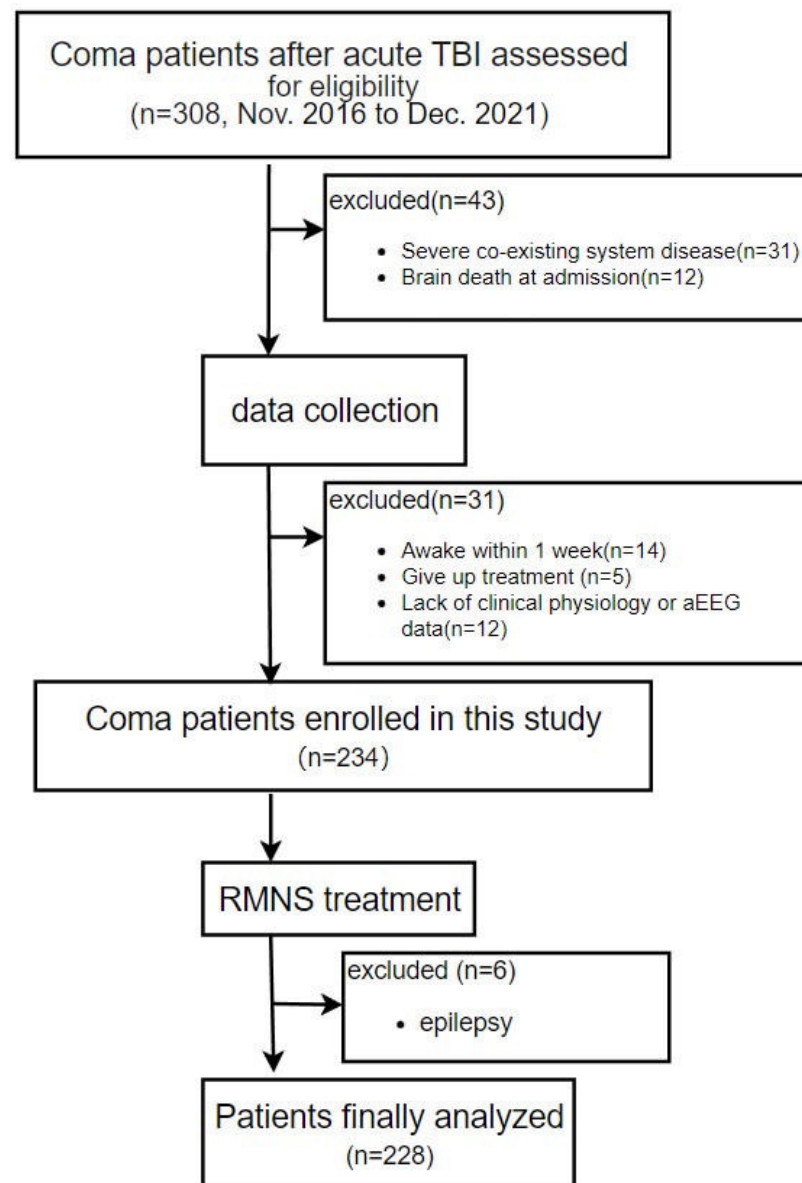 Coma patients after acute TBI assessed
for eligibility
(n=308, Nov. 2016 to Dec. 2021)
excluded(n=43)
• Severe co-existing system disease(n=31)
• Brain death at admission(n=12)
data collection
excluded(n=31)
• Awake within 1 week(n=14)
• Give up treatment (n=5)
• Lack of clinical physiology or aEEG
data(n=12)
Coma patients enrolled in this study
(n=234)
RMNS treatment
excluded (n=6)
• epilepsy
Patients finally analyzed
(n=228)